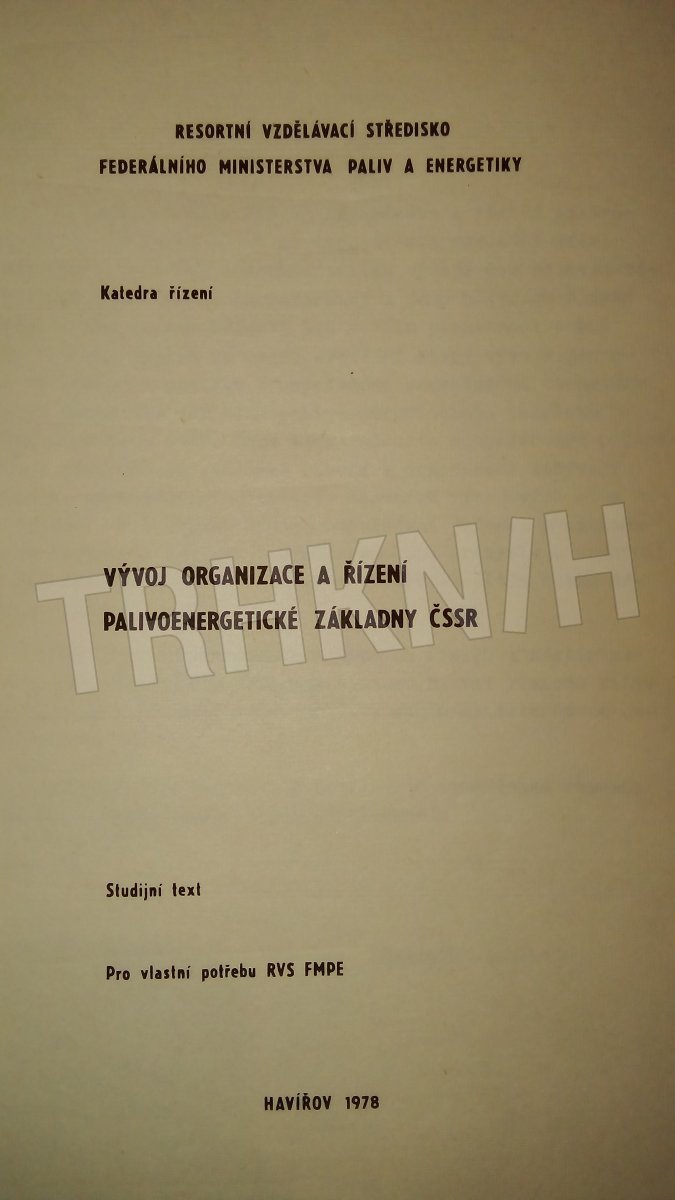 RESORTNÍ VZDĚLÁVACÍ STŘEDISKO
FEDERÁLNÍHO MINISTERSTVA PALIV A ENERGETIKY
Katedra řízení
VÝVOJ ORGANIZACE A ŘÍZENÍ
PALIVOENERGETICKÉ ZÁKLADNY ČSSR
TRHKNIH
Studijní text
Pro vlastní potřebu RVS FMPE
HAVÍŘOV 1978